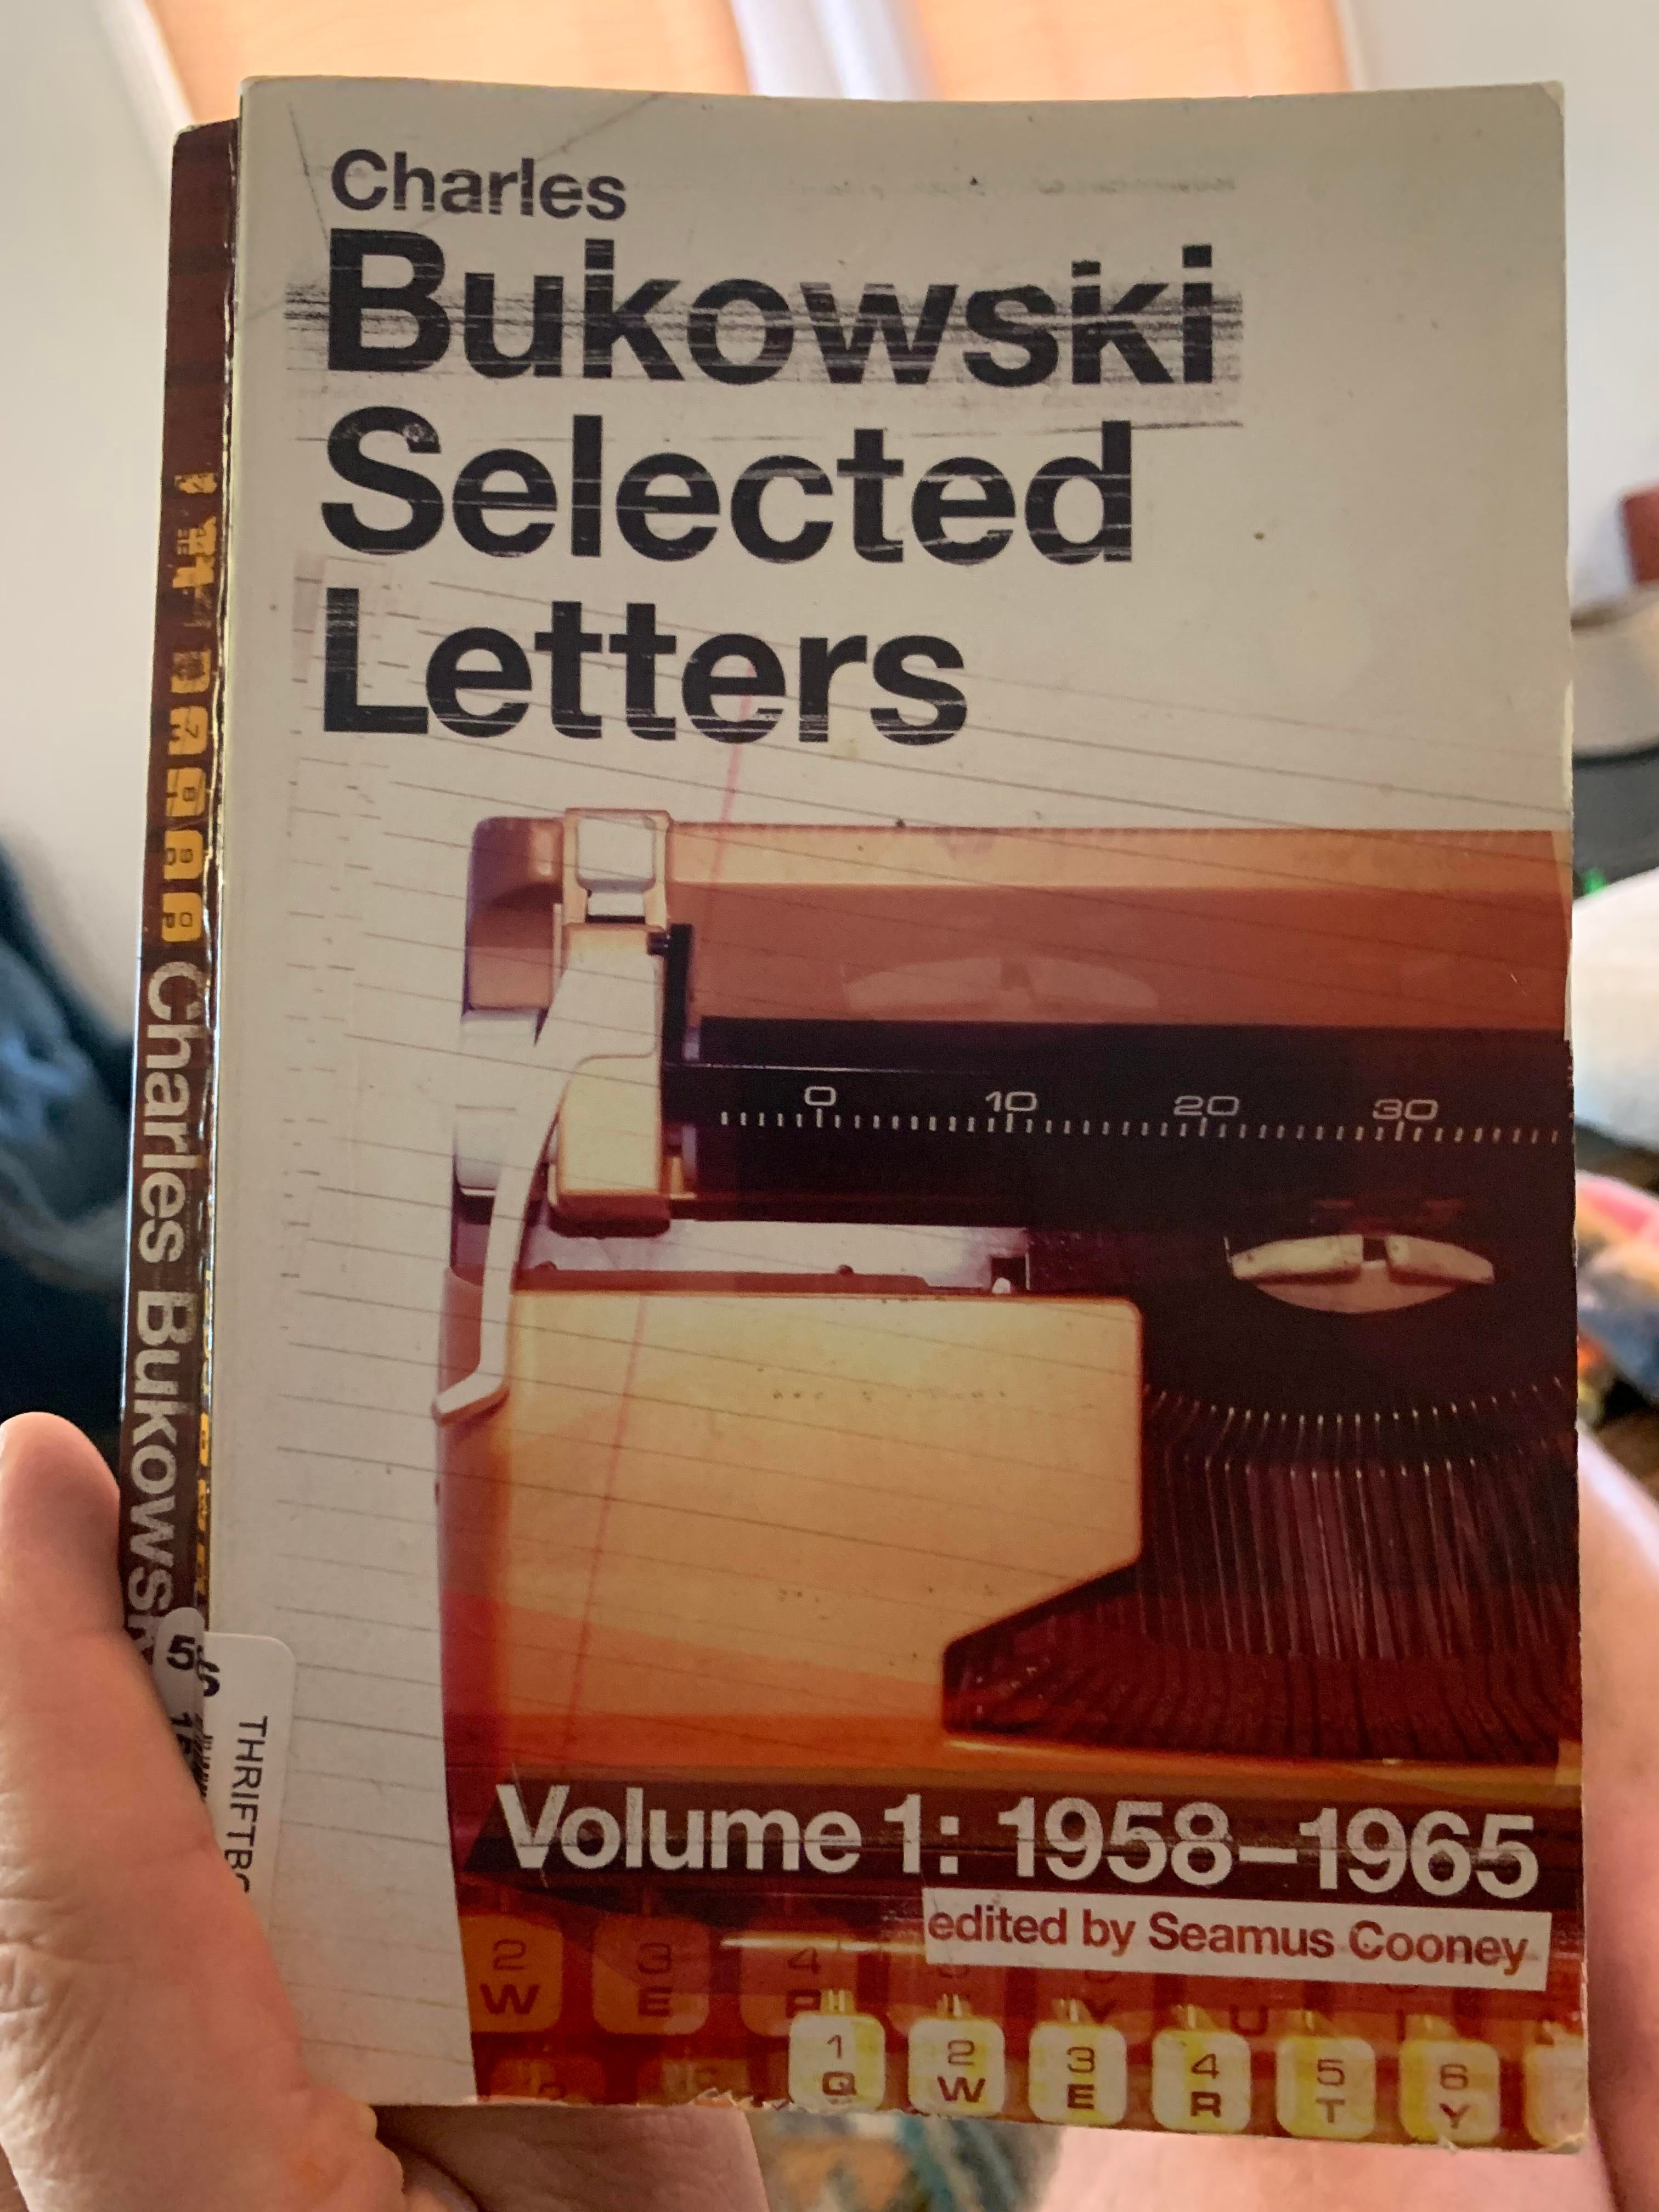 Charles
Bukowski
Selected
Letters
0 10 20 30
Volume 1: 1958–1965
edited by Seamus Cooney
2 3 4
W E
1 2 3 4 5 6
Q W E R T Y
Charles Bukowski